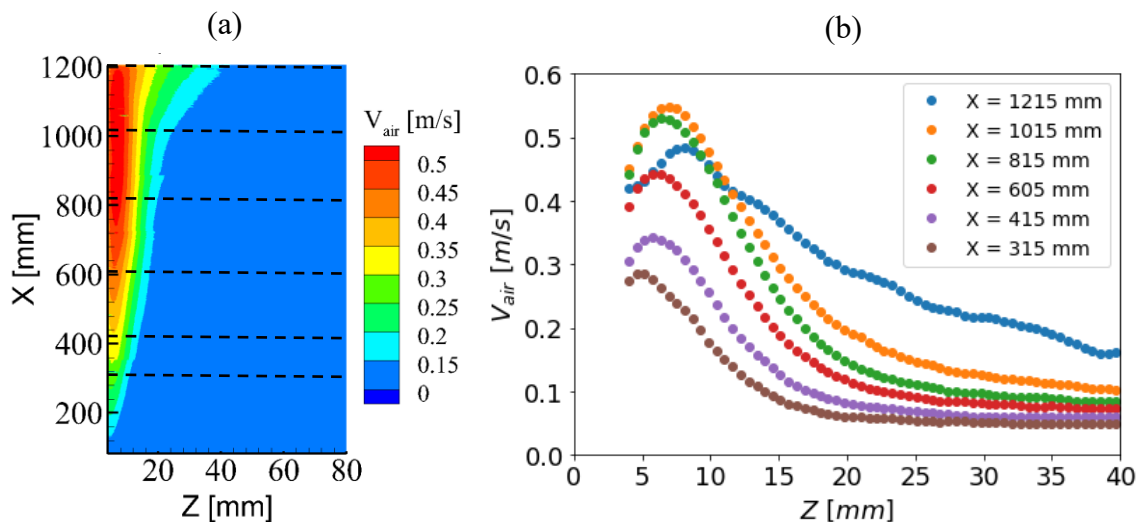 (a)
(b)
1200
1000
800
600
400
200
X [mm]
20 40 60 80
Z [mm]
V_air [m/s]
0.5
0.45
0.4
0.35
0.3
0.25
0.2
0.15
0
0.6
0.5
0.4
0.3
0.2
0.1
0.0
V_air [m/s]
0 5 10 15 20 25 30 35 40
Z [mm]
X = 1215 mm
X = 1015 mm
X = 815 mm
X = 605 mm
X = 415 mm
X = 315 mm